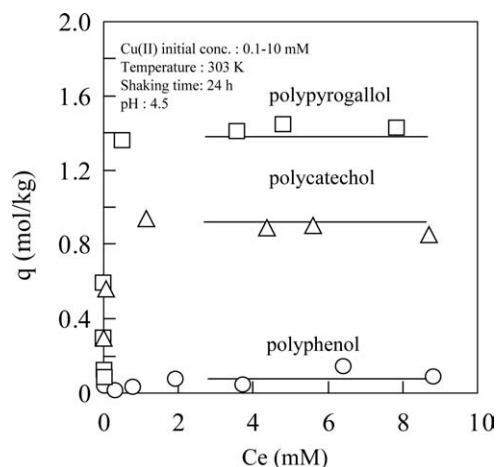 2.0
Cu(II) initial conc. : 0.1-10 mM
Temperature : 303 K
Shaking time: 24 h
pH : 4.5
1.6
polypyrogallol
1.2
polycatechol
q (mol/kg)
0.8
0.4
polyphenol
0
0 2 4 6 8 10
Ce (mM)